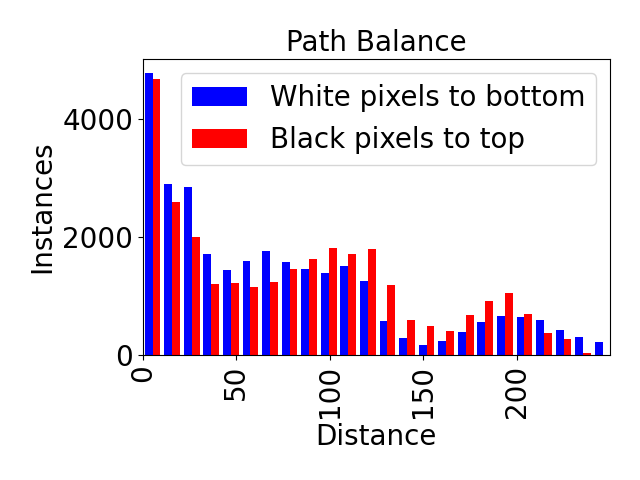 Path Balance
White pixels to bottom
Black pixels to top
Instances
4000
2000
0
0
50
100
150
200
Distance